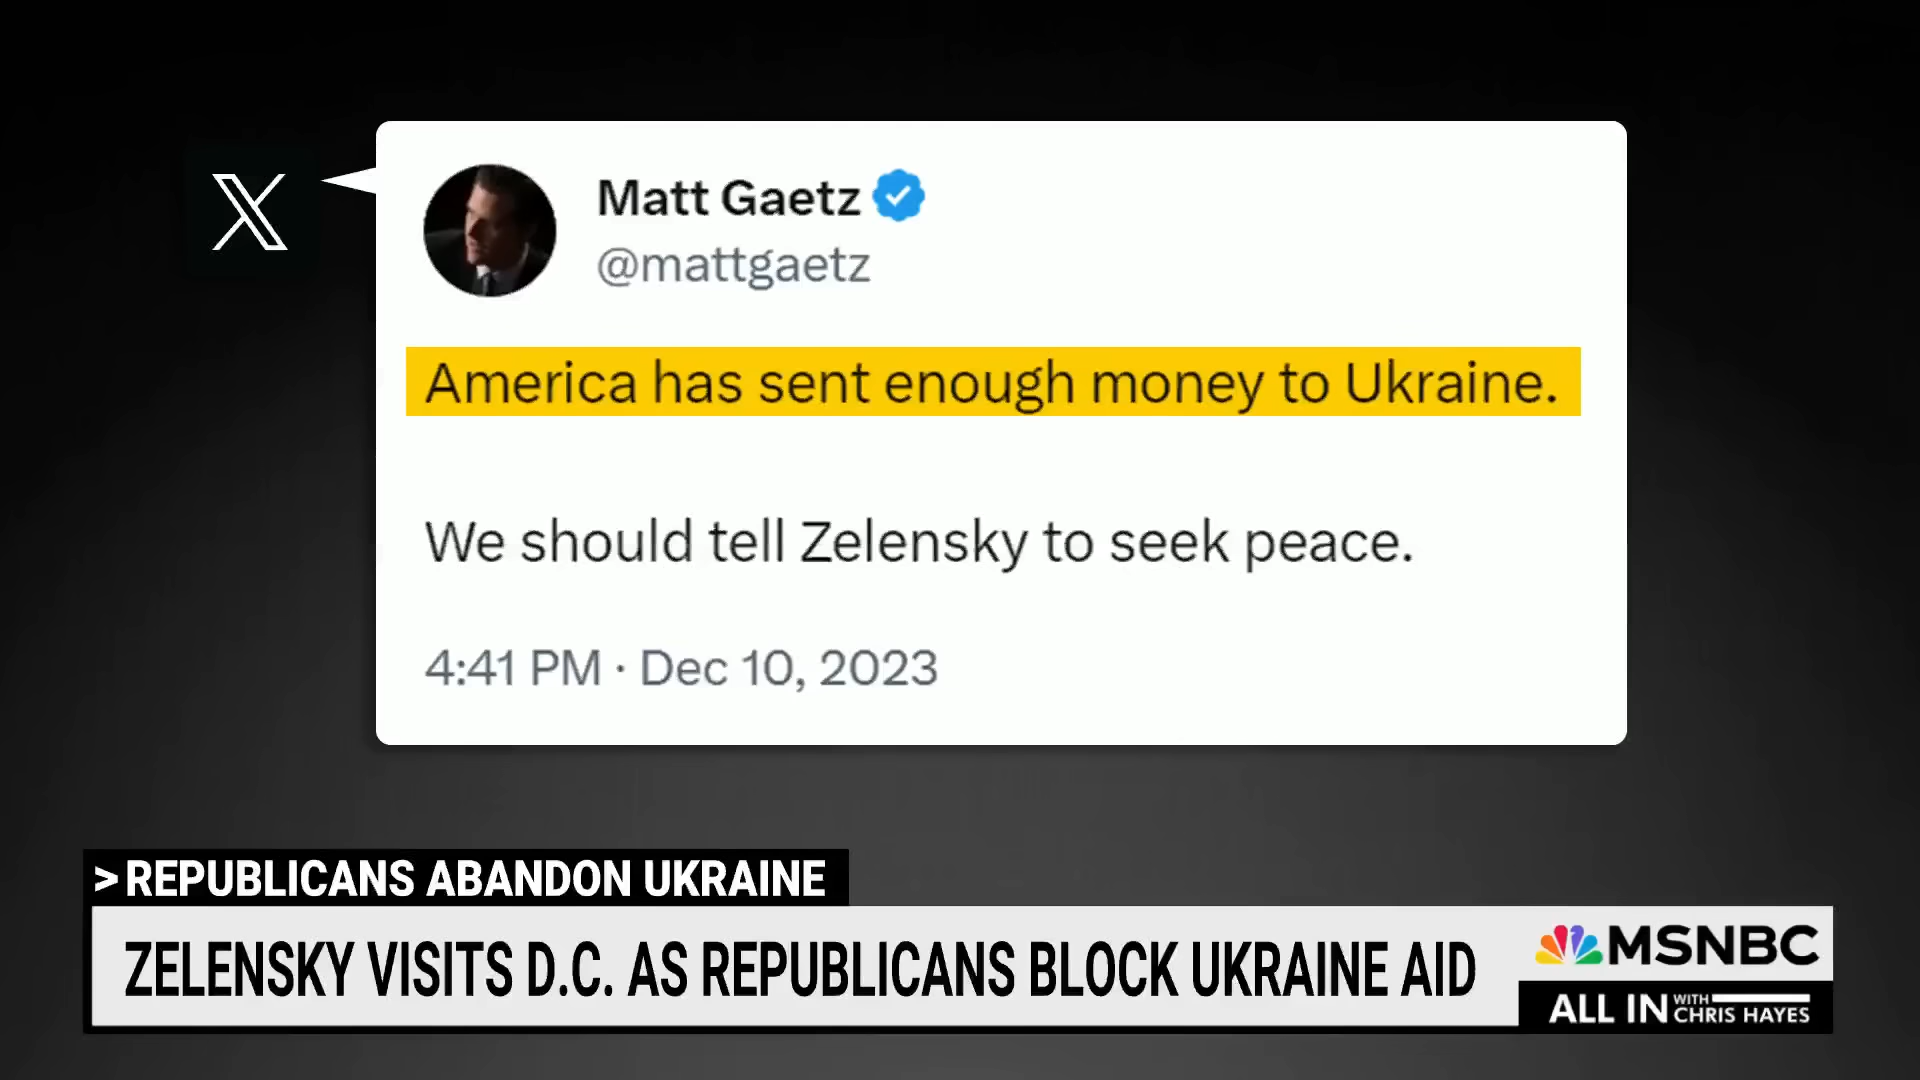 X
Matt Gaetz
@mattgaetz
America has sent enough money to Ukraine.
We should tell Zelensky to seek peace.
4:41 PM · Dec 10, 2023
>REPUBLICANS ABANDON UKRAINE
ZELENSKY VISITS D.C. AS REPUBLICANS BLOCK UKRAINE AID
MSNBC
ALL IN WITH CHRIS HAYES